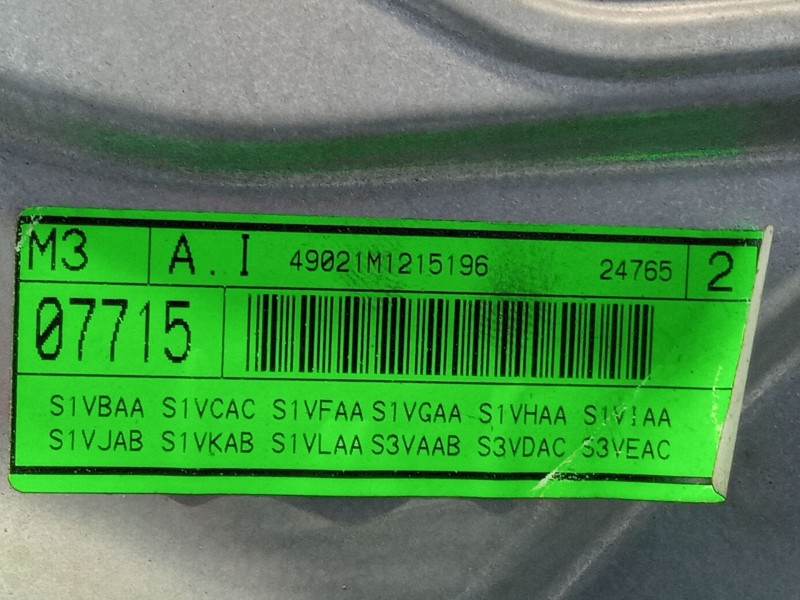 M3 A.I 49021M1215196 24765 2
07715
S1VBAA S1VCAC S1VFAA S1VGAA S1VHAA S1VIAA
S1VJAB S1VKAB S1VLAA S3VAAB S3VDAC S3VEAC